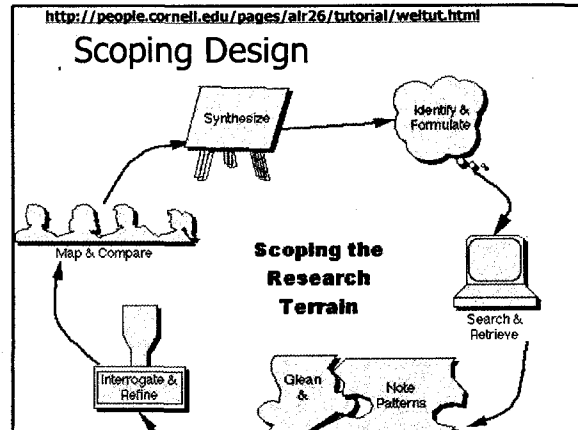 http://people.cornell.edu/pages/alr26/tutorial/weltut.html
Scoping Design
Synthesize
Identify &
Formulate
Map & Compare
Scoping the
Research
Terrain
Search &
Retrieve
Interrogate &
Refine
Glean
&
Note
Patterns